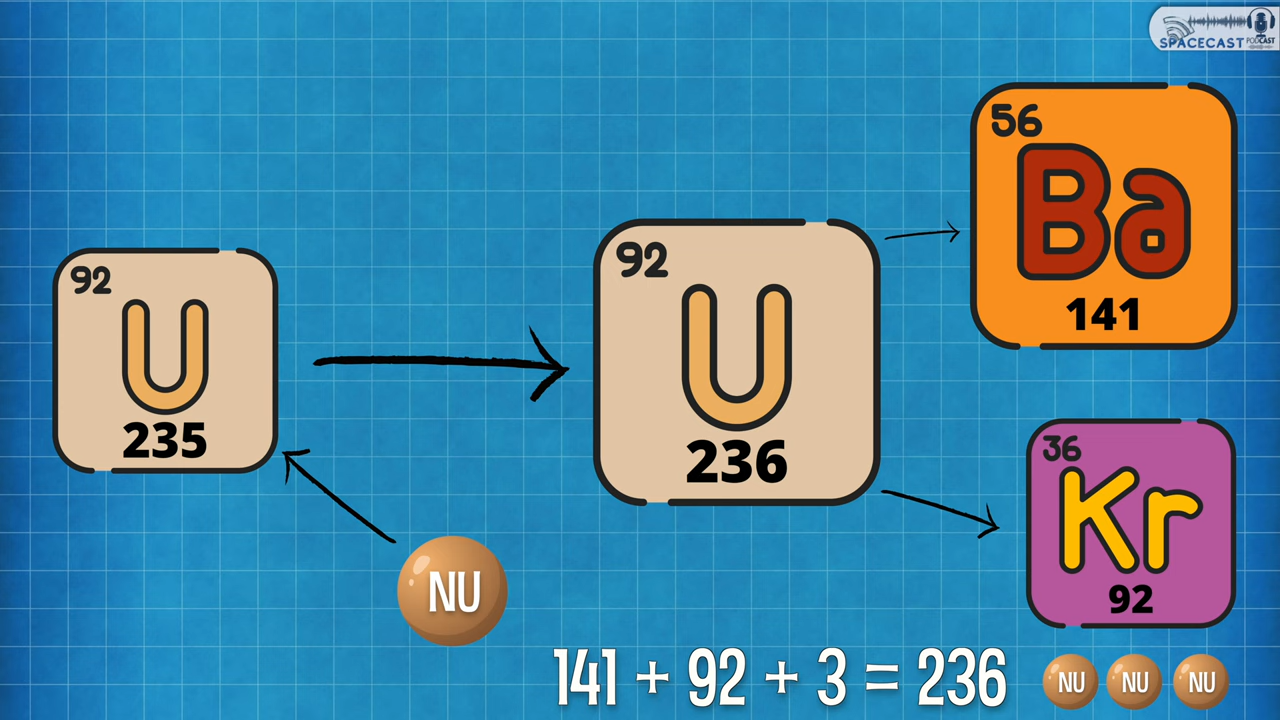 SPACECAST PODCAST
56
Ba
141
92
U
235
92
U
236
36
Kr
92
NU
141 + 92 + 3 = 236
NU NU NU